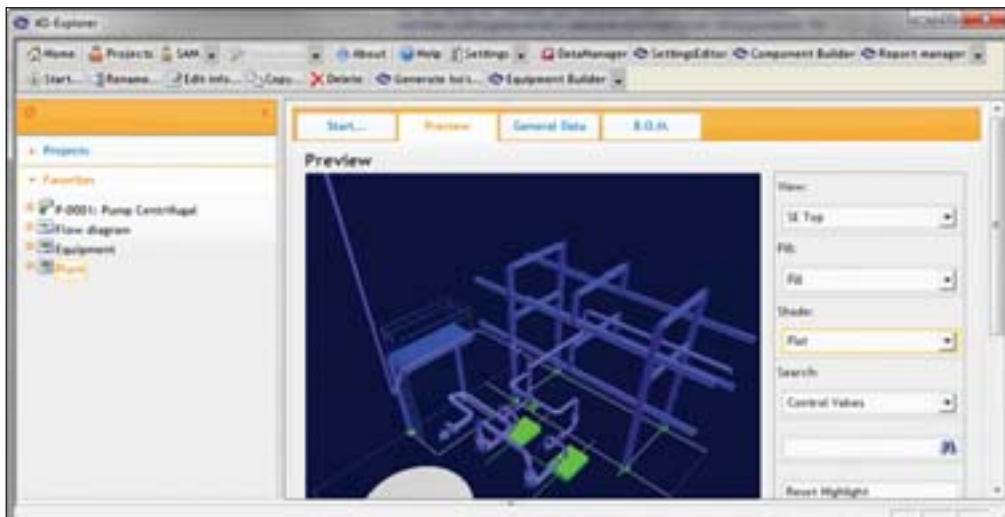 4D-Explorer
Home Projects SAM About Help Settings DataManager SettingsEditor Component Builder Report manager
Start... Rename... Edit info... Copy... Delete Generate Iso's... Equipment Builder
Start... Preview General Data B.O.M.
Projects
Favorites
P-0001: Pump Centrifugal
Flow diagram
Equipment
Plant
Preview
View:
SE Top
Fill:
Fill
Shade:
Flat
Search:
Control Valves
Reset Highlight